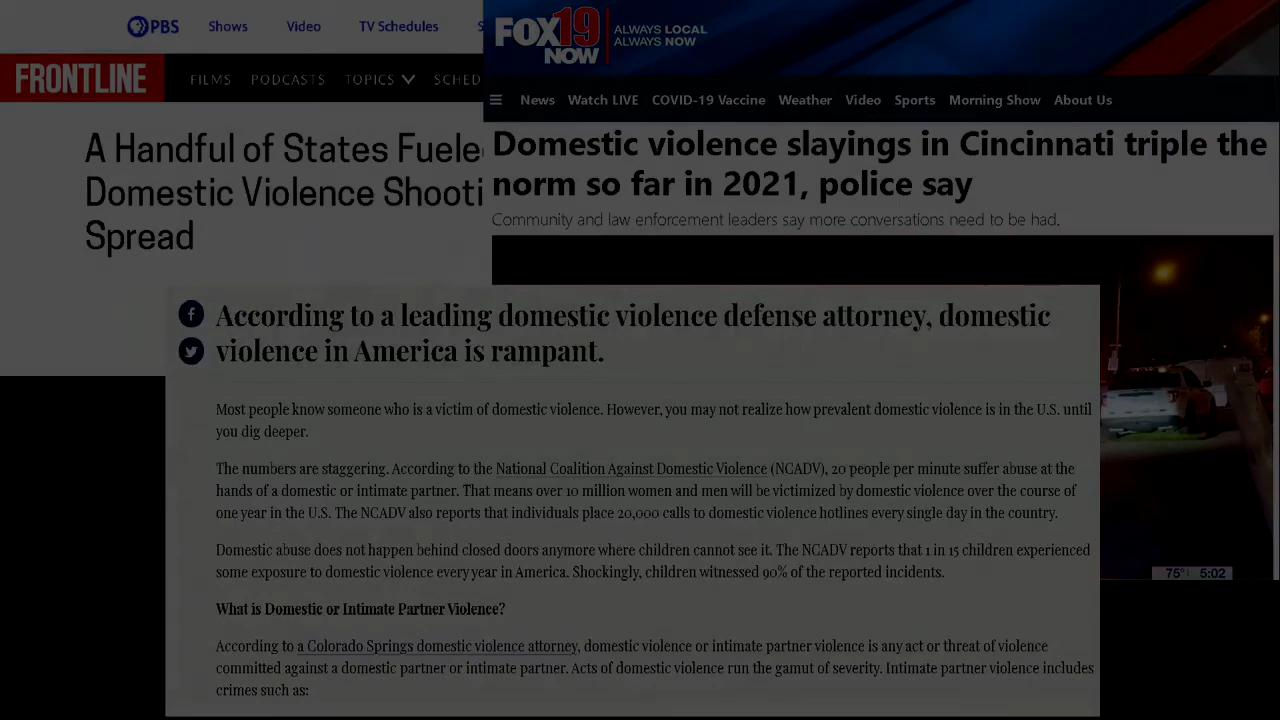 PBS Shows Video TV Schedules S
FRONTLINE FILMS PODCASTS TOPICS SCHED
A Handful of States Fuele
Domestic Violence Shooti
Spread
FOX19 NOW ALWAYS LOCAL
ALWAYS NOW
News Watch LIVE COVID-19 Vaccine Weather Video Sports Morning Show About Us
Domestic violence slayings in Cincinnati triple the
norm so far in 2021, police say
Community and law enforcement leaders say more conversations need to be had.
75° 5:02
According to a leading domestic violence defense attorney, domestic
violence in America is rampant.
Most people know someone who is a victim of domestic violence. However, you may not realize how prevalent domestic violence is in the U.S. until
you dig deeper.
The numbers are staggering. According to the National Coalition Against Domestic Violence (NCADV), 20 people per minute suffer abuse at the
hands of a domestic or intimate partner. That means over 10 million women and men will be victimized by domestic violence over the course of
one year in the U.S. The NCADV also reports that individuals place 20,000 calls to domestic violence hotlines every single day in the country.
Domestic abuse does not happen behind closed doors anymore where children cannot see it. The NCADV reports that 1 in 15 children experienced
some exposure to domestic violence every year in America. Shockingly, children witnessed 90% of the reported incidents.
What is Domestic or Intimate Partner Violence?
According to a Colorado Springs domestic violence attorney, domestic violence or intimate partner violence is any act or threat of violence
committed against a domestic partner or intimate partner. Acts of domestic violence run the gamut of severity. Intimate partner violence includes
crimes such as: